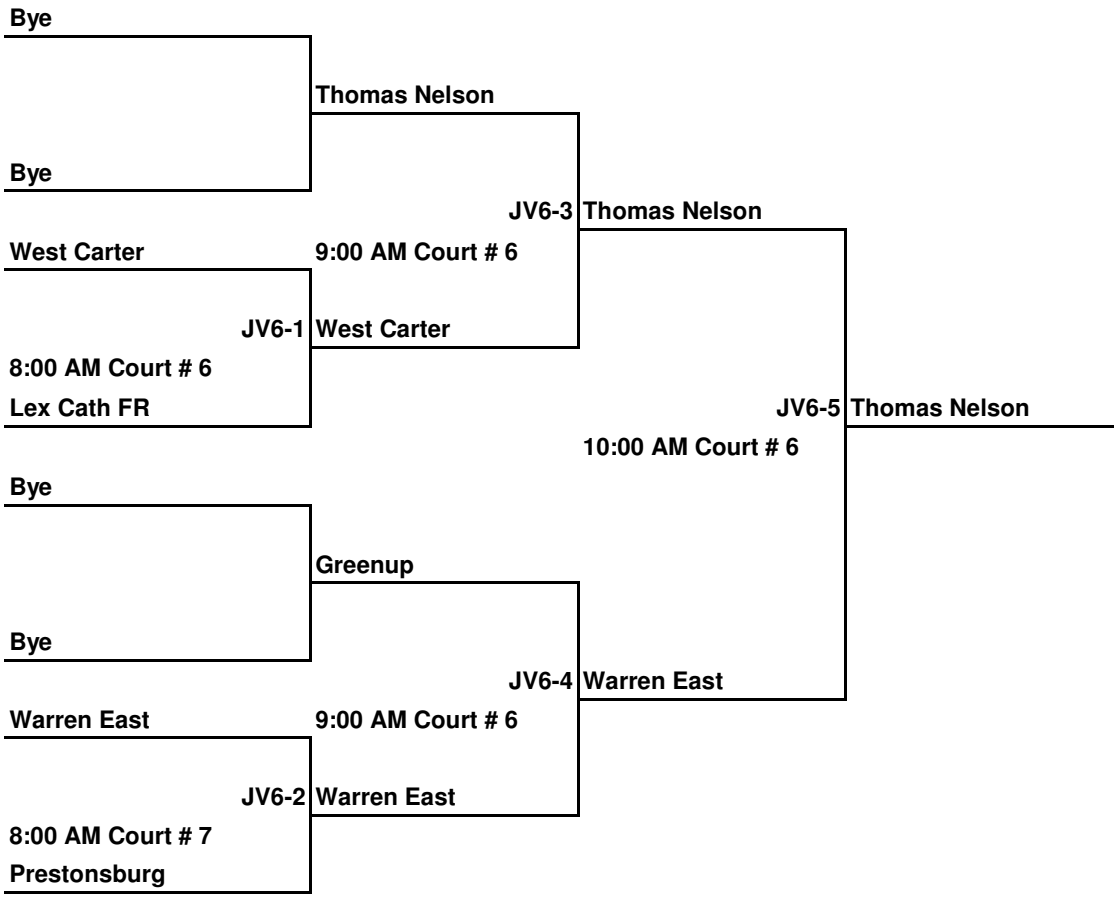 Bye
Thomas Nelson
Bye
JV6-3 Thomas Nelson
West Carter 9:00 AM Court # 6
JV6-1 West Carter
8:00 AM Court # 6
Lex Cath FR JV6-5 Thomas Nelson
10:00 AM Court # 6
Bye
Greenup
Bye
JV6-4 Warren East
Warren East 9:00 AM Court # 6
JV6-2 Warren East
8:00 AM Court # 7
Prestonsburg